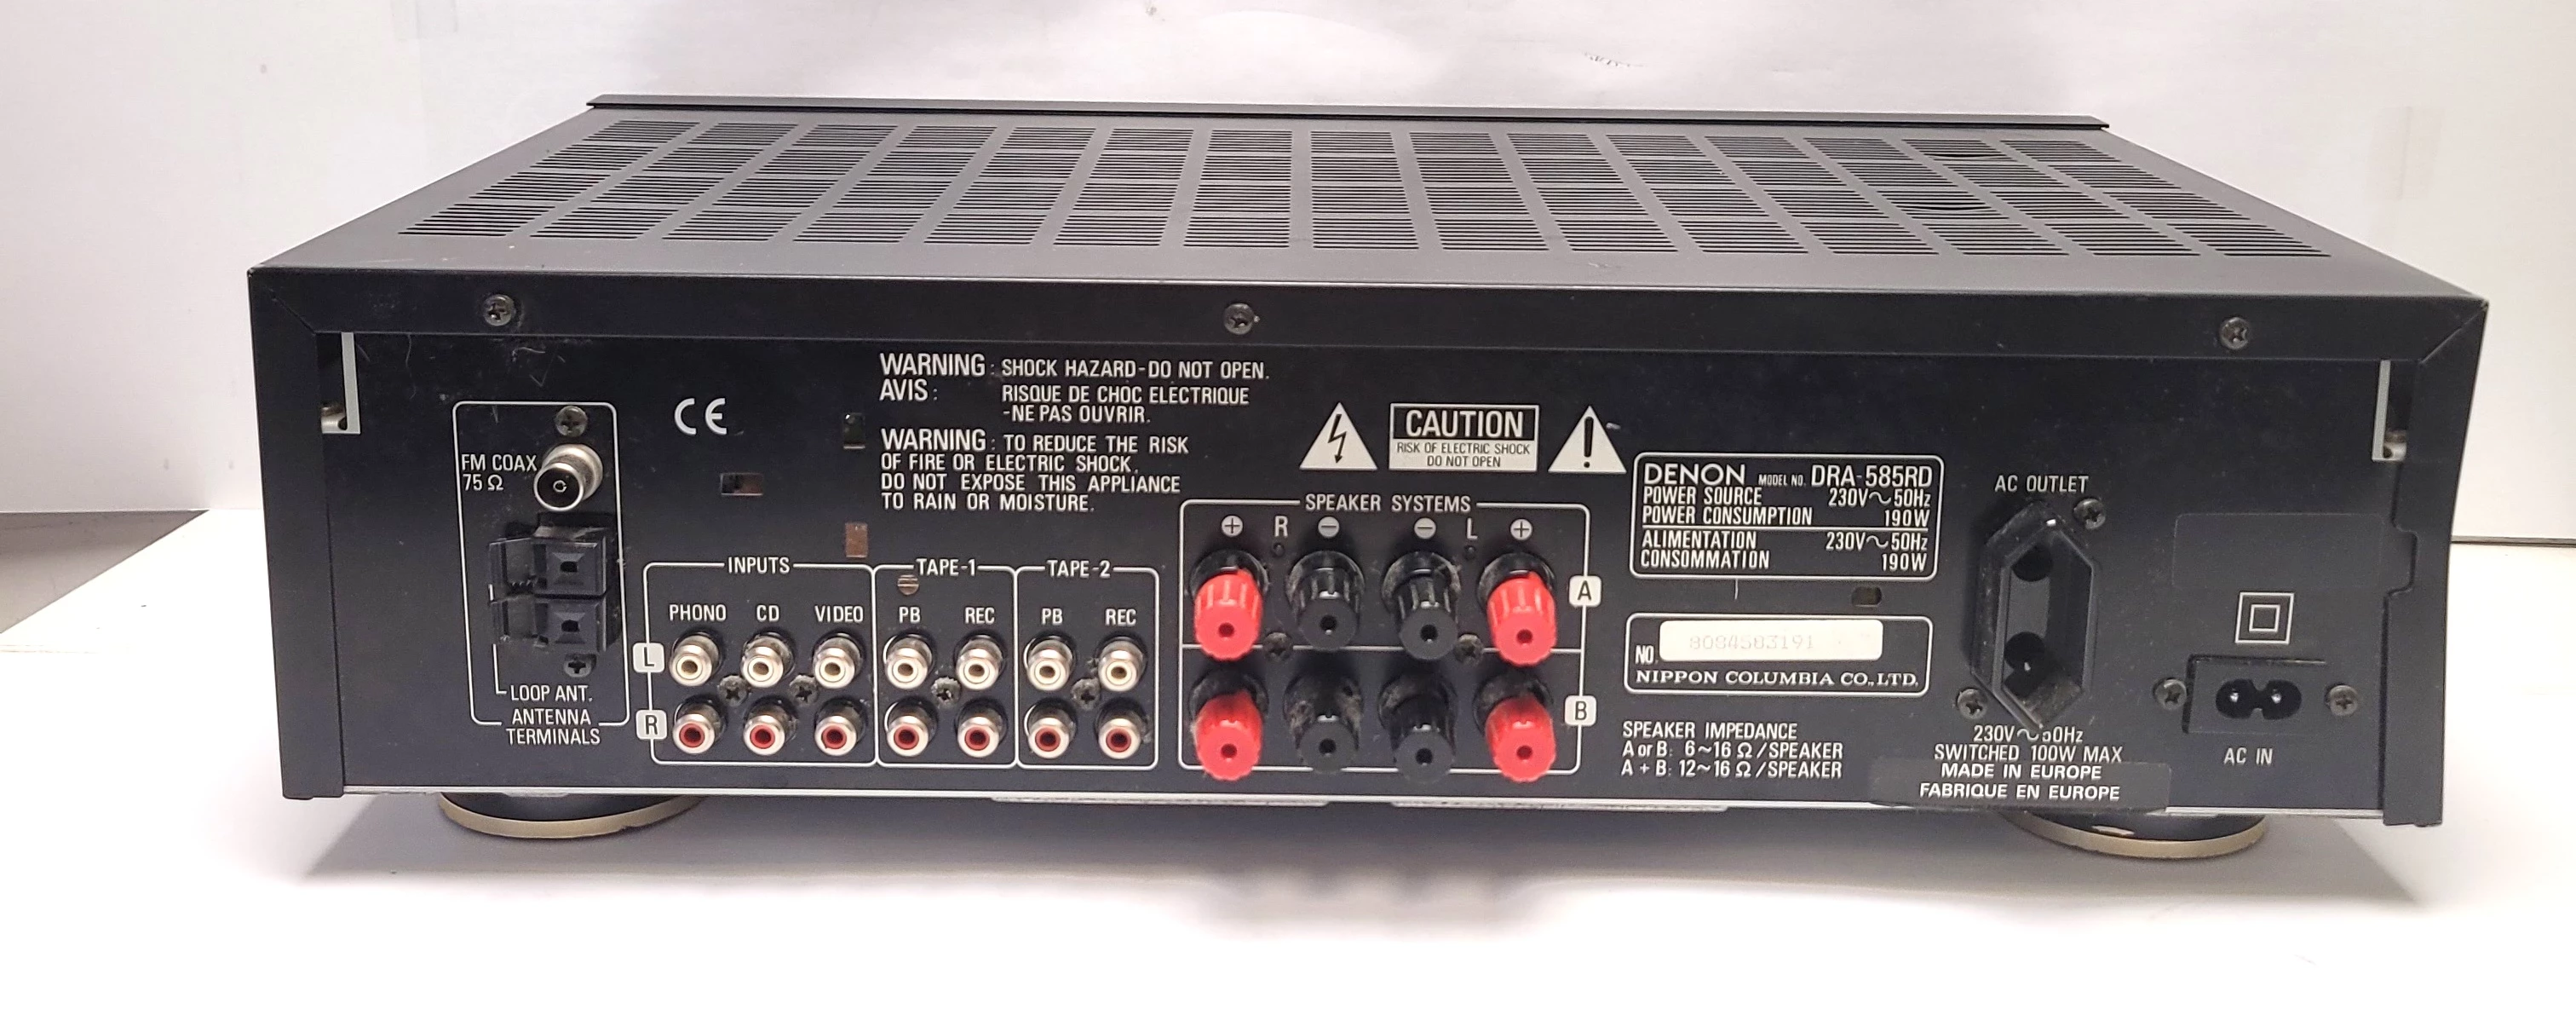 WARNING : SHOCK HAZARD-DO NOT OPEN.
AVIS : RISQUE DE CHOC ELECTRIQUE
-NE PAS OUVRIR.
WARNING : TO REDUCE THE RISK
OF FIRE OR ELECTRIC SHOCK,
DO NOT EXPOSE THIS APPLIANCE
TO RAIN OR MOISTURE.
CE
FM COAX
75 Ω
LOOP ANT.
ANTENNA
TERMINALS
INPUTS
PHONO CD VIDEO
TAPE-1
PB REC
TAPE-2
PB REC
L
R
CAUTION
RISK OF ELECTRIC SHOCK
DO NOT OPEN
SPEAKER SYSTEMS
+ R − − L +
A
B
DENON MODEL NO. DRA-585RD
POWER SOURCE 230V～50Hz
POWER CONSUMPTION 190W
ALIMENTATION 230V～50Hz
CONSOMMATION 190W
NO. 8084583191
NIPPON COLUMBIA CO.,LTD.
SPEAKER IMPEDANCE
A or B: 6~16 Ω/SPEAKER
A + B: 12~16 Ω/SPEAKER
AC OUTLET
230V～50Hz
SWITCHED 100W MAX
MADE IN EUROPE
FABRIQUE EN EUROPE
AC IN